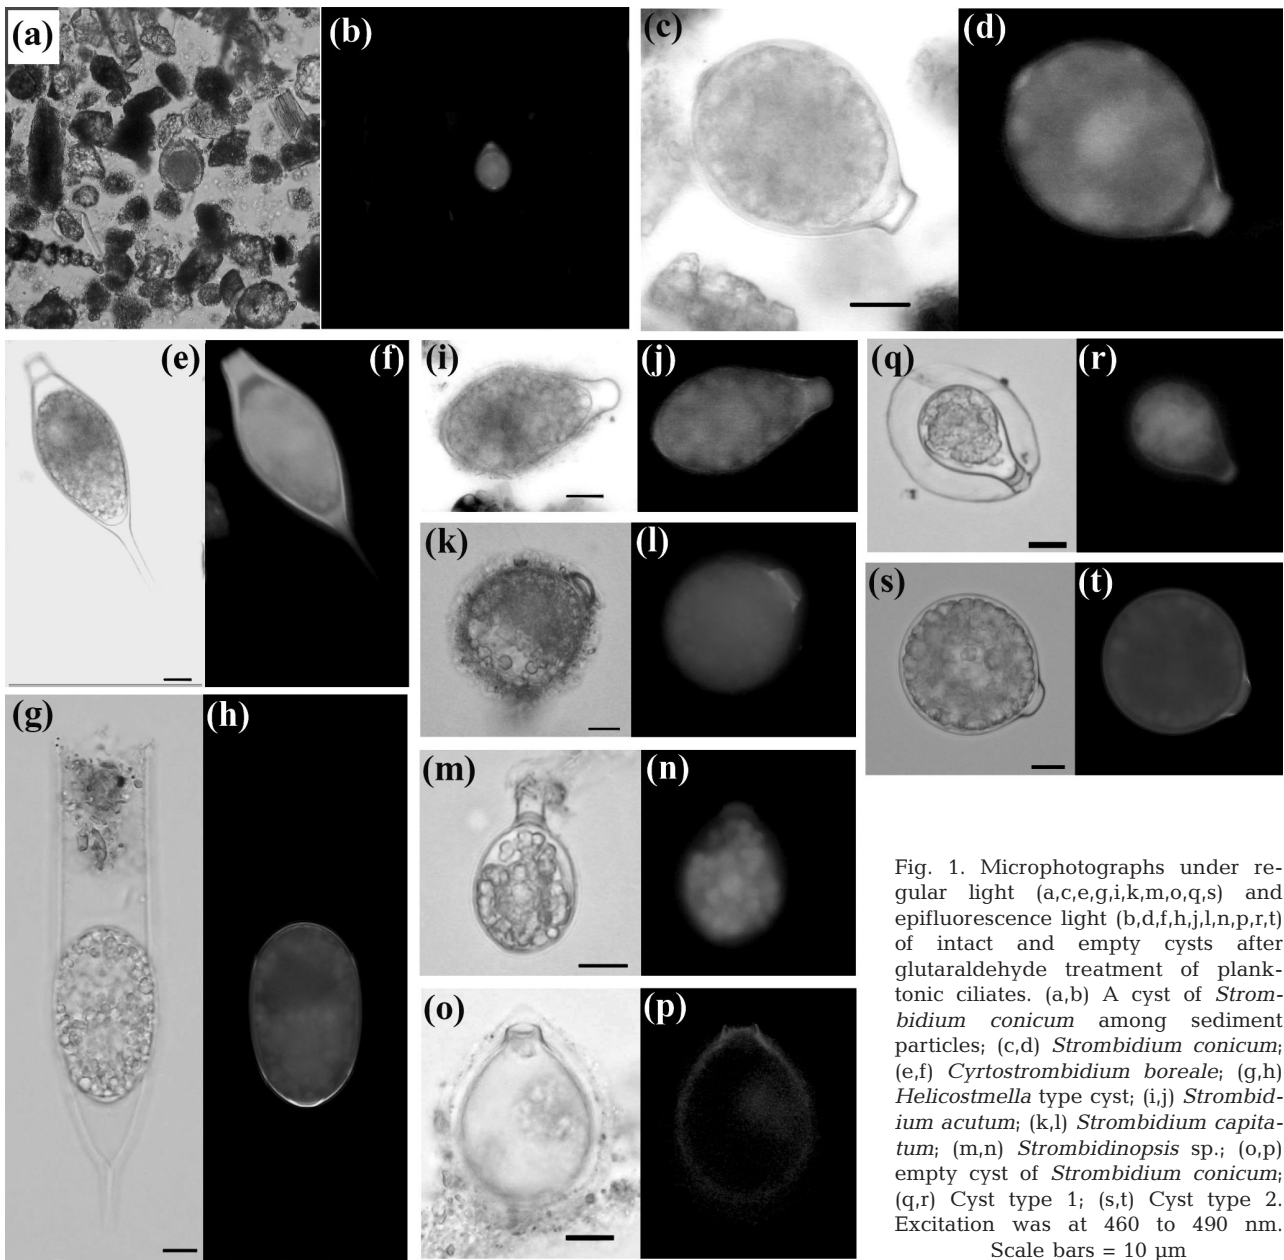 (a)
(b)
(c)
(d)
(e)
(f)
(i)
(j)
(q)
(r)
(k)
(l)
(s)
(t)
(g)
(h)
(m)
(n)
(o)
(p)
Fig. 1. Microphotographs under re-
gular light (a,c,e,g,i,k,m,o,q,s) and
epifluorescence light (b,d,f,h,j,l,n,p,r,t)
of intact and empty cysts after
glutaraldehyde treatment of plank-
tonic ciliates. (a,b) A cyst of Strom-
bidium conicum among sediment
particles; (c,d) Strombidium conicum;
(e,f) Cyrtostrombidium boreale; (g,h)
Helicostmella type cyst; (i,j) Strombid-
ium acutum; (k,l) Strombidium capita-
tum; (m,n) Strombidinopsis sp.; (o,p)
empty cyst of Strombidium conicum;
(q,r) Cyst type 1; (s,t) Cyst type 2.
Excitation was at 460 to 490 nm.
Scale bars = 10 µm